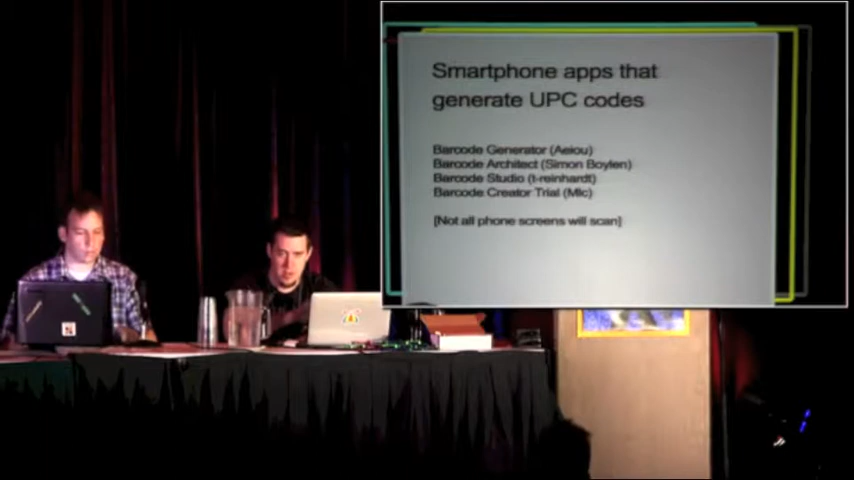 Smartphone apps that
generate UPC codes
Barcode Generator (Aeiou)
Barcode Architect (Simon Boylen)
Barcode Studio (t-reinhardt)
Barcode Creator Trial (Mlc)
[Not all phone screens will scan]